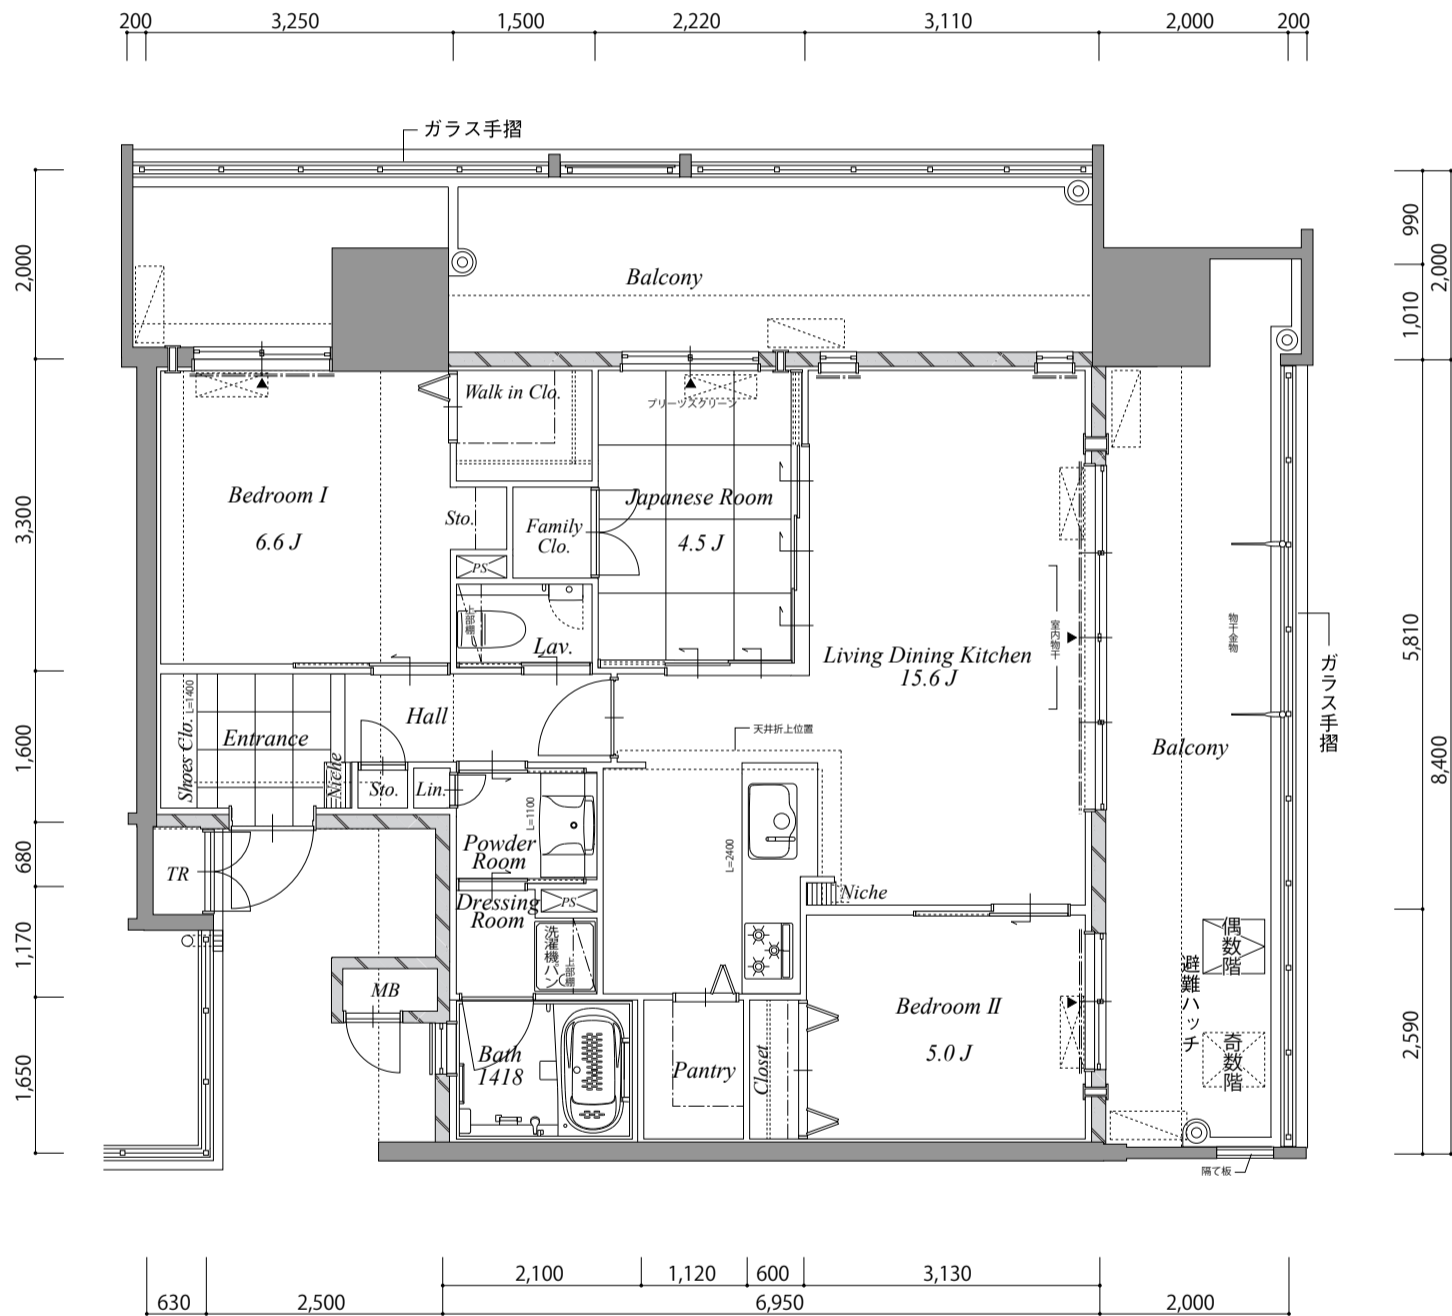 200
3,250
1,500
2,220
3,110
2,000
200
ガラス手摺
2,000
3,300
1,600
680
1,170
1,650
990
1,010
2,000
5,810
8,400
2,590
Balcony
Walk in Clo.
プリーツスクリーン
Bedroom I
6.6 J
Sto.
Family
Clo.
Japanese Room
4.5 J
PS
上部棚
Lav.
室内物干
物干金物
Living Dining Kitchen
15.6 J
ガラス手摺
Hall
天井折上位置
Shoes Clo.
L=1400
Entrance
Niche
Sto.
Lin.
Balcony
L=1100
Powder
Room
L=2400
TR
Niche
Dressing
Room
PS
洗濯機パン
上部棚
偶数階
避難ハッチ
奇数階
MB
Bedroom II
5.0 J
Bath
1418
Pantry
Closet
隔て板
2,100
1,120
600
3,130
630
2,500
6,950
2,000